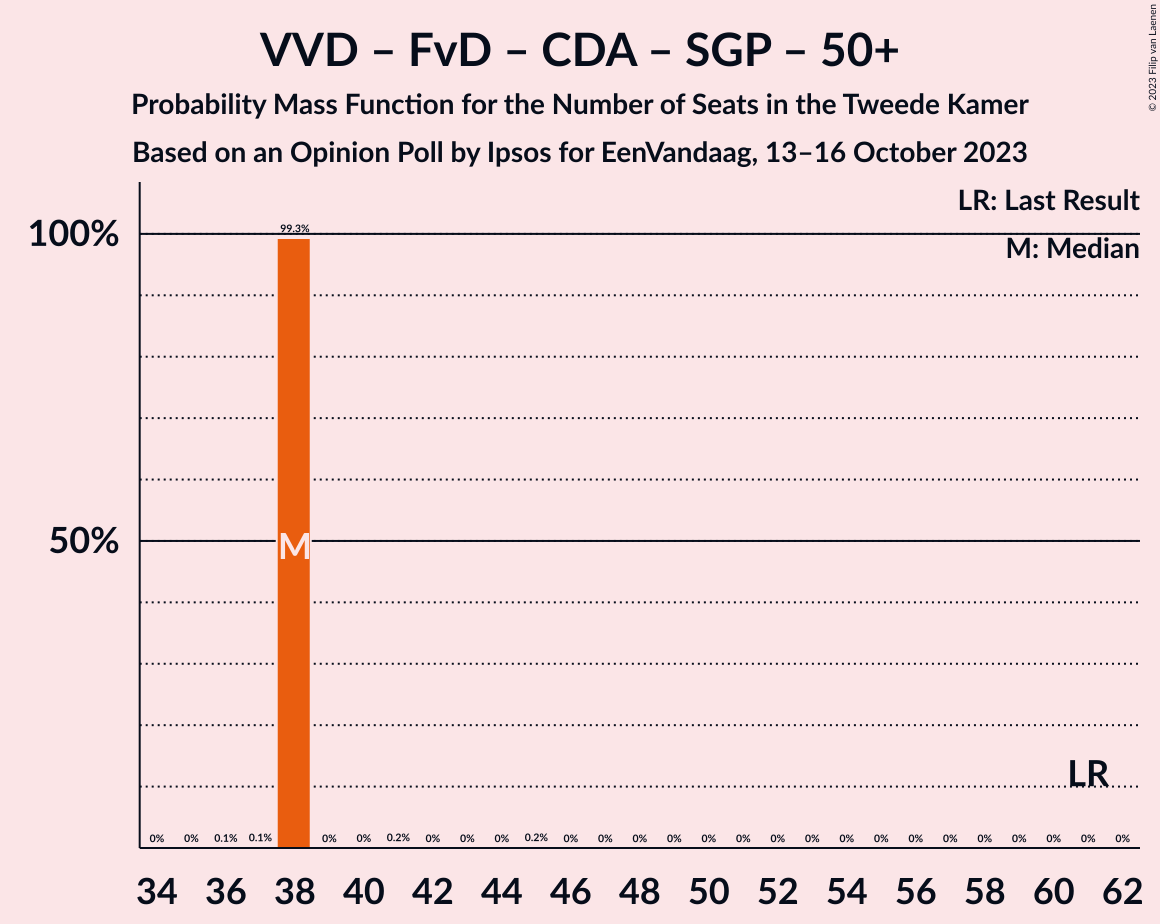 VVD – FvD – CDA – SGP – 50+
Probability Mass Function for the Number of Seats in the Tweede Kamer
Based on an Opinion Poll by Ipsos for EenVandaag, 13–16 October 2023
© 2023 Filip van Laenen
LR: Last Result
M: Median
100%
99.3%
50%
M
LR
0% 0% 0.1% 0.1% 0% 0% 0.2% 0% 0% 0% 0.2% 0% 0% 0% 0% 0% 0% 0% 0% 0% 0% 0% 0% 0% 0% 0% 0% 0%
34 36 38 40 42 44 46 48 50 52 54 56 58 60 62